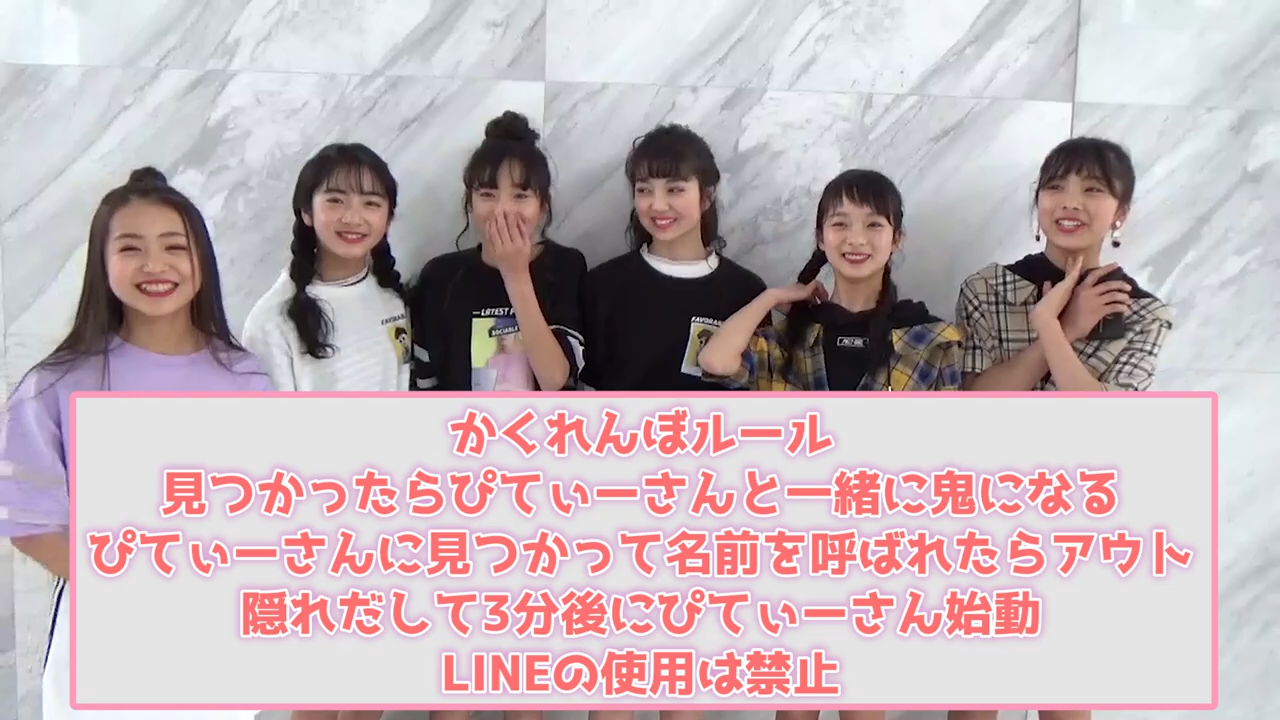 — LATEST
SOCIABLE
かくれんぼルール
見つかったらぴてぃーさんと一緒に鬼になる
ぴてぃーさんに見つかって名前を呼ばれたらアウト
隠れだして3分後にぴてぃーさん始動
LINEの使用は禁止